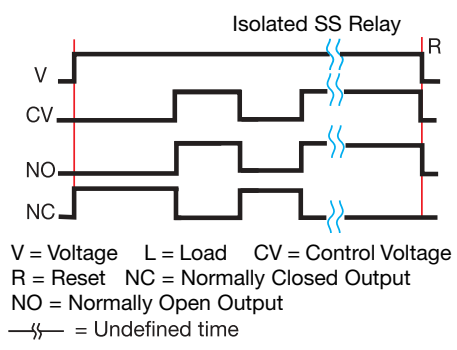 Isolated SS Relay
R
V
CV
NO
NC
V = Voltage L = Load CV = Control Voltage
R = Reset NC = Normally Closed Output
NO = Normally Open Output
= Undefined time